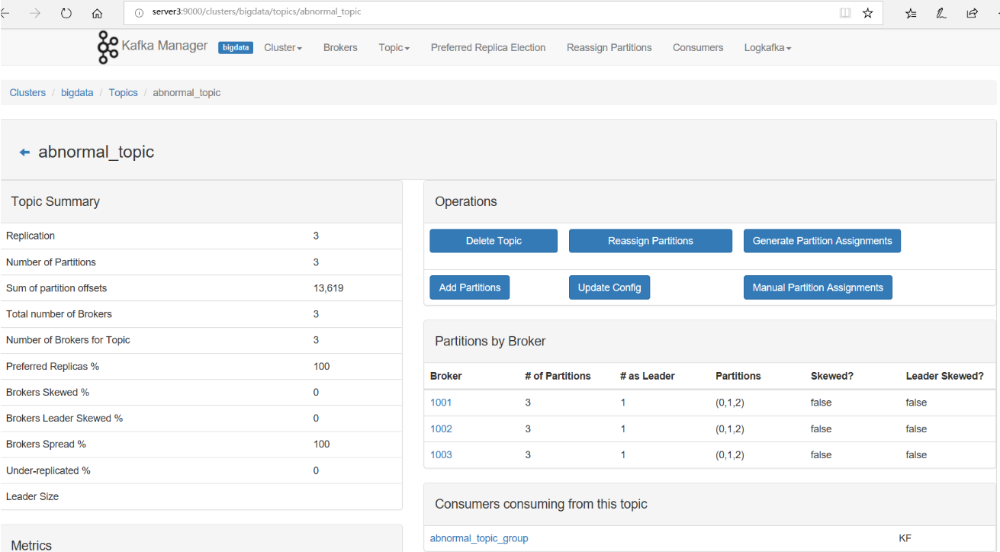 server3:9000/clusters/bigdata/topics/abnormal_topic
Kafka Manager bigdata Cluster Brokers Topic Preferred Replica Election Reassign Partitions Consumers Logkafka
Clusters / bigdata / Topics / abnormal_topic
abnormal_topic
Topic Summary
Replication 3
Number of Partitions 3
Sum of partition offsets 13,619
Total number of Brokers 3
Number of Brokers for Topic 3
Preferred Replicas % 100
Brokers Skewed % 0
Brokers Leader Skewed % 0
Brokers Spread % 100
Under-replicated % 0
Leader Size
Metrics
Operations
Delete Topic Reassign Partitions Generate Partition Assignments
Add Partitions Update Config Manual Partition Assignments
Partitions by Broker
Broker # of Partitions # as Leader Partitions Skewed? Leader Skewed?
1001 3 1 (0,1,2) false false
1002 3 1 (0,1,2) false false
1003 3 1 (0,1,2) false false
Consumers consuming from this topic
abnormal_topic_group KF